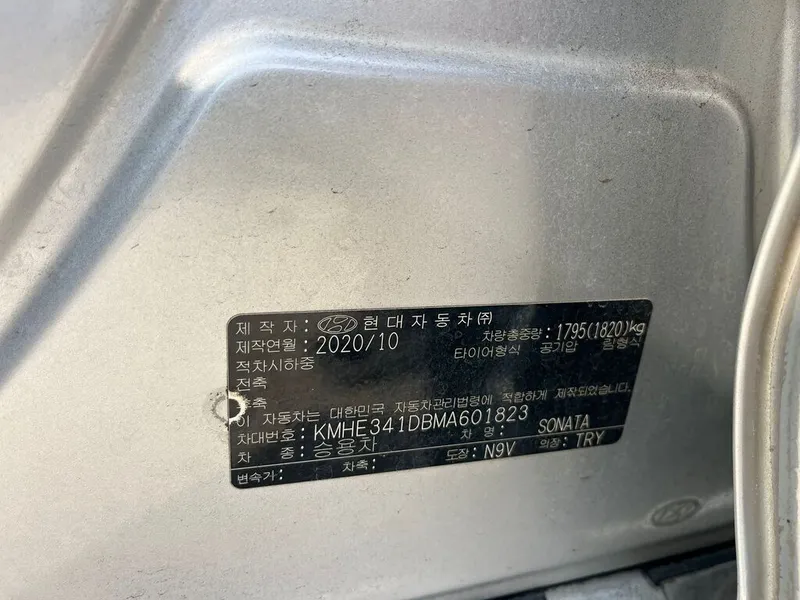 제 작 자 : 현대자동차(주)
제작연월 : 2020/10 차량총중량 : 1795(1820)kg
적차시하중 타이어형식 공기압 림형식
전축
축
이 자동차는 대한민국 자동차관리법령에 적합하게 제작되었습니다.
차대번호 : KMHE341DBMA601823
차 종 : 승용차 차 명 : SONATA
변속기 : 차축 : 도장 : N9V 의장 : TRY